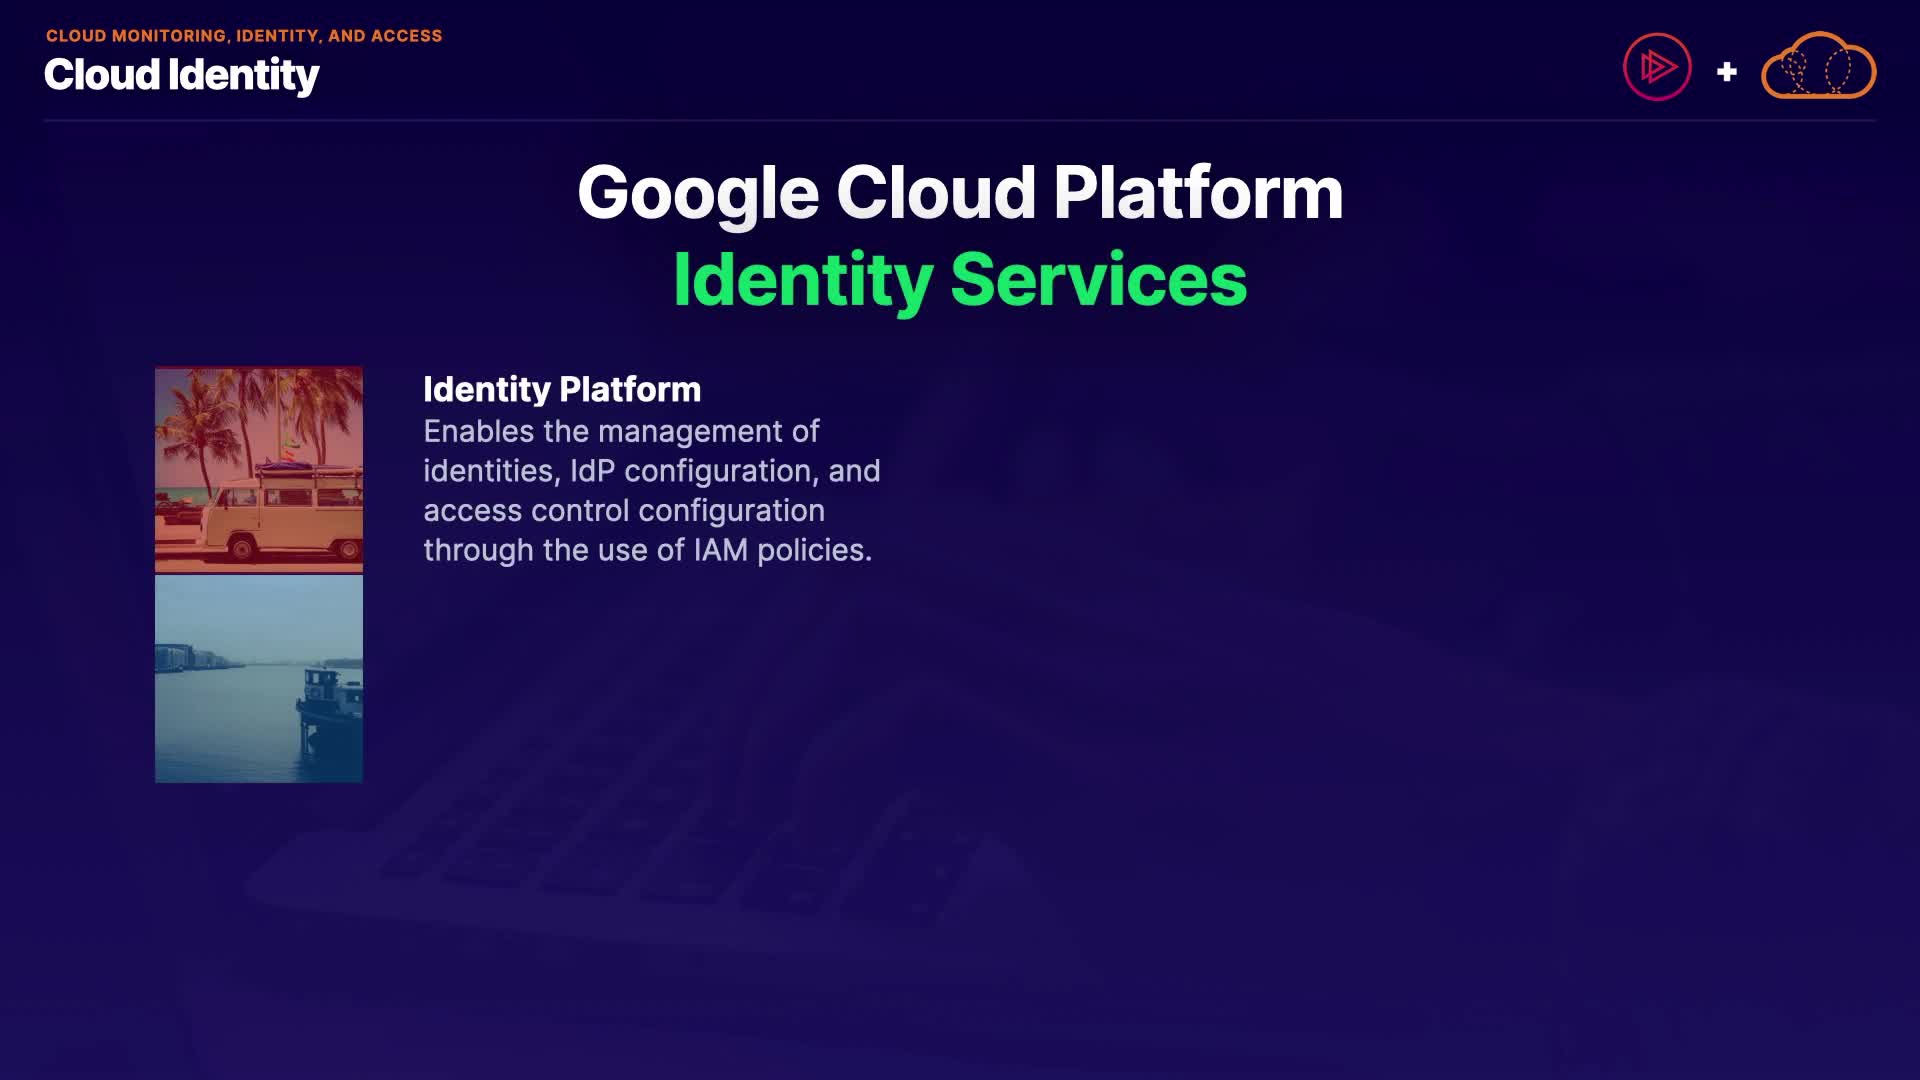 CLOUD MONITORING, IDENTITY, AND ACCESS
Cloud Identity
Google Cloud Platform
Identity Services
Identity Platform
Enables the management of
identities, IdP configuration, and
access control configuration
through the use of IAM policies.